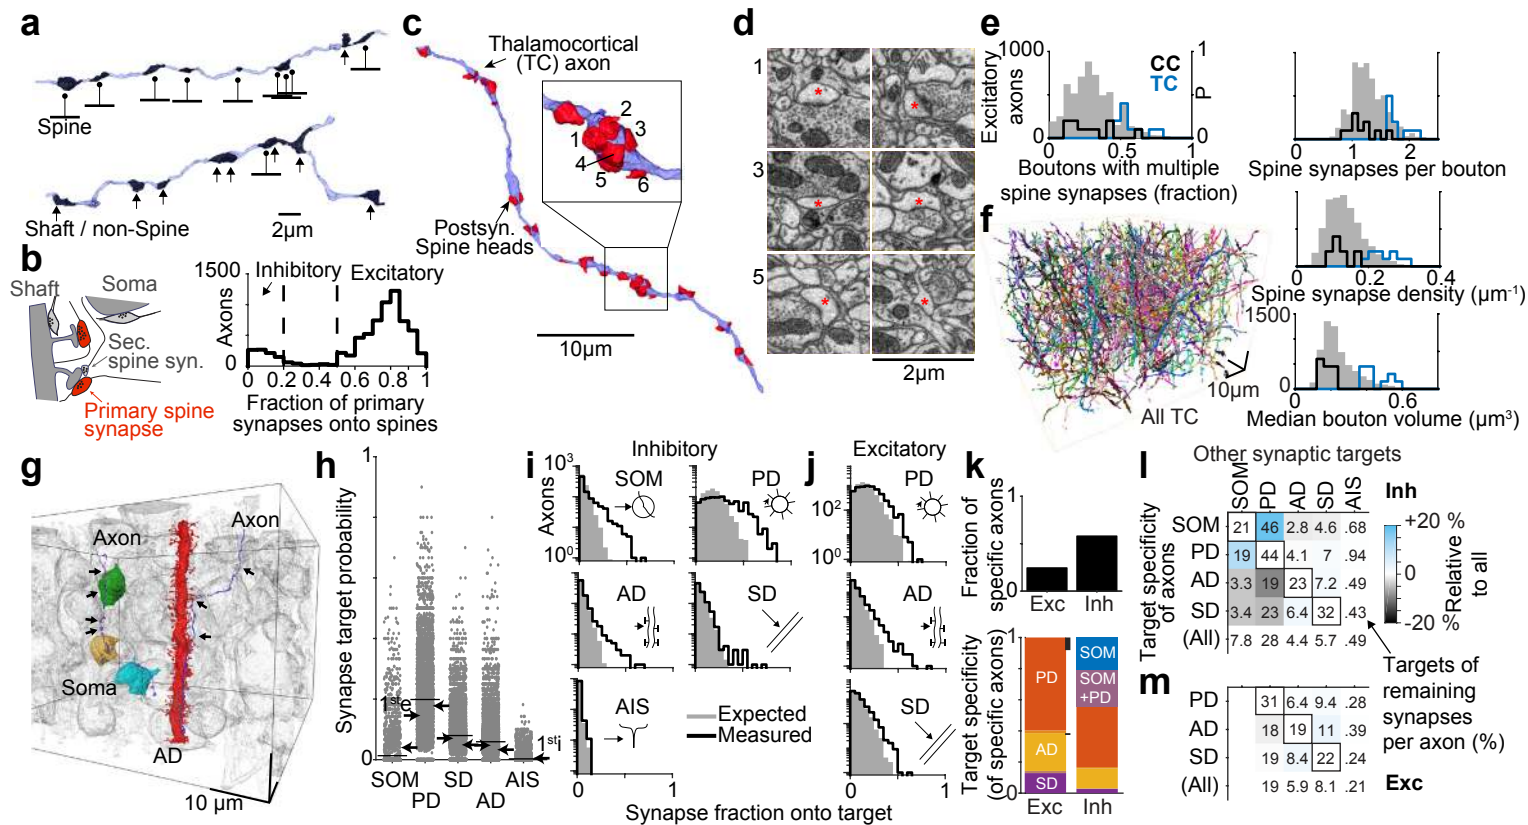 a
Spine
Shaft / non-Spine
2µm
b
Shaft
Soma
Sec.
spine syn.
Primary spine
synapse
1500
Axons
0
Inhibitory
Excitatory
0 0.2 0.6 0.8 1
Fraction of primary
synapses onto spines
c
Thalamocortical
(TC) axon
2
1
3
4
5
6
Postsyn.
Spine heads
10µm
d
1
3
5
2µm
e
Excitatory
axons
1000
0
1
P
0
CC
TC
0 0.5 1
Boutons with multiple
spine synapses (fraction)
0 1 2
Spine synapses per bouton
0 0.2 0.4
Spine synapse density (µm-1)
1500
0
0 0.6
Median bouton volume (µm3)
f
10µm
All TC
g
Axon
Axon
Soma
AD
10 µm
h
Synapse target probability
1
0
1st e
1st i
SOM
PD
SD
AD
AIS
i
Inhibitory
Axons
103
100
SOM
PD
AD
SD
AIS
Expected
Measured
0 1
Synapse fraction onto target
j
Excitatory
102
100
PD
AD
SD
0 1
k
Fraction of
specific axons
1
0
Exc Inh
Target specificity
(of specific axons)
1
0
PD
AD
SD
SOM
SOM
+PD
Exc Inh
l
Other synaptic targets
SOM PD AD SD AIS
Target specificity
of axons
SOM 21 46 2.8 4.6 .68
PD 19 44 4.1 7 .94
AD 3.3 19 23 7.2 .49
SD 3.4 23 6.4 32 .43
(All) 7.8 28 4.4 5.7 .49
Inh
+20 %
0
-20 %
Relative
to all
Targets of
remaining
synapses
per axon (%)
m
PD 31 6.4 9.4 .28
AD 18 19 11 .39
SD 19 8.4 22 .24
(All) 19 5.9 8.1 .21
Exc